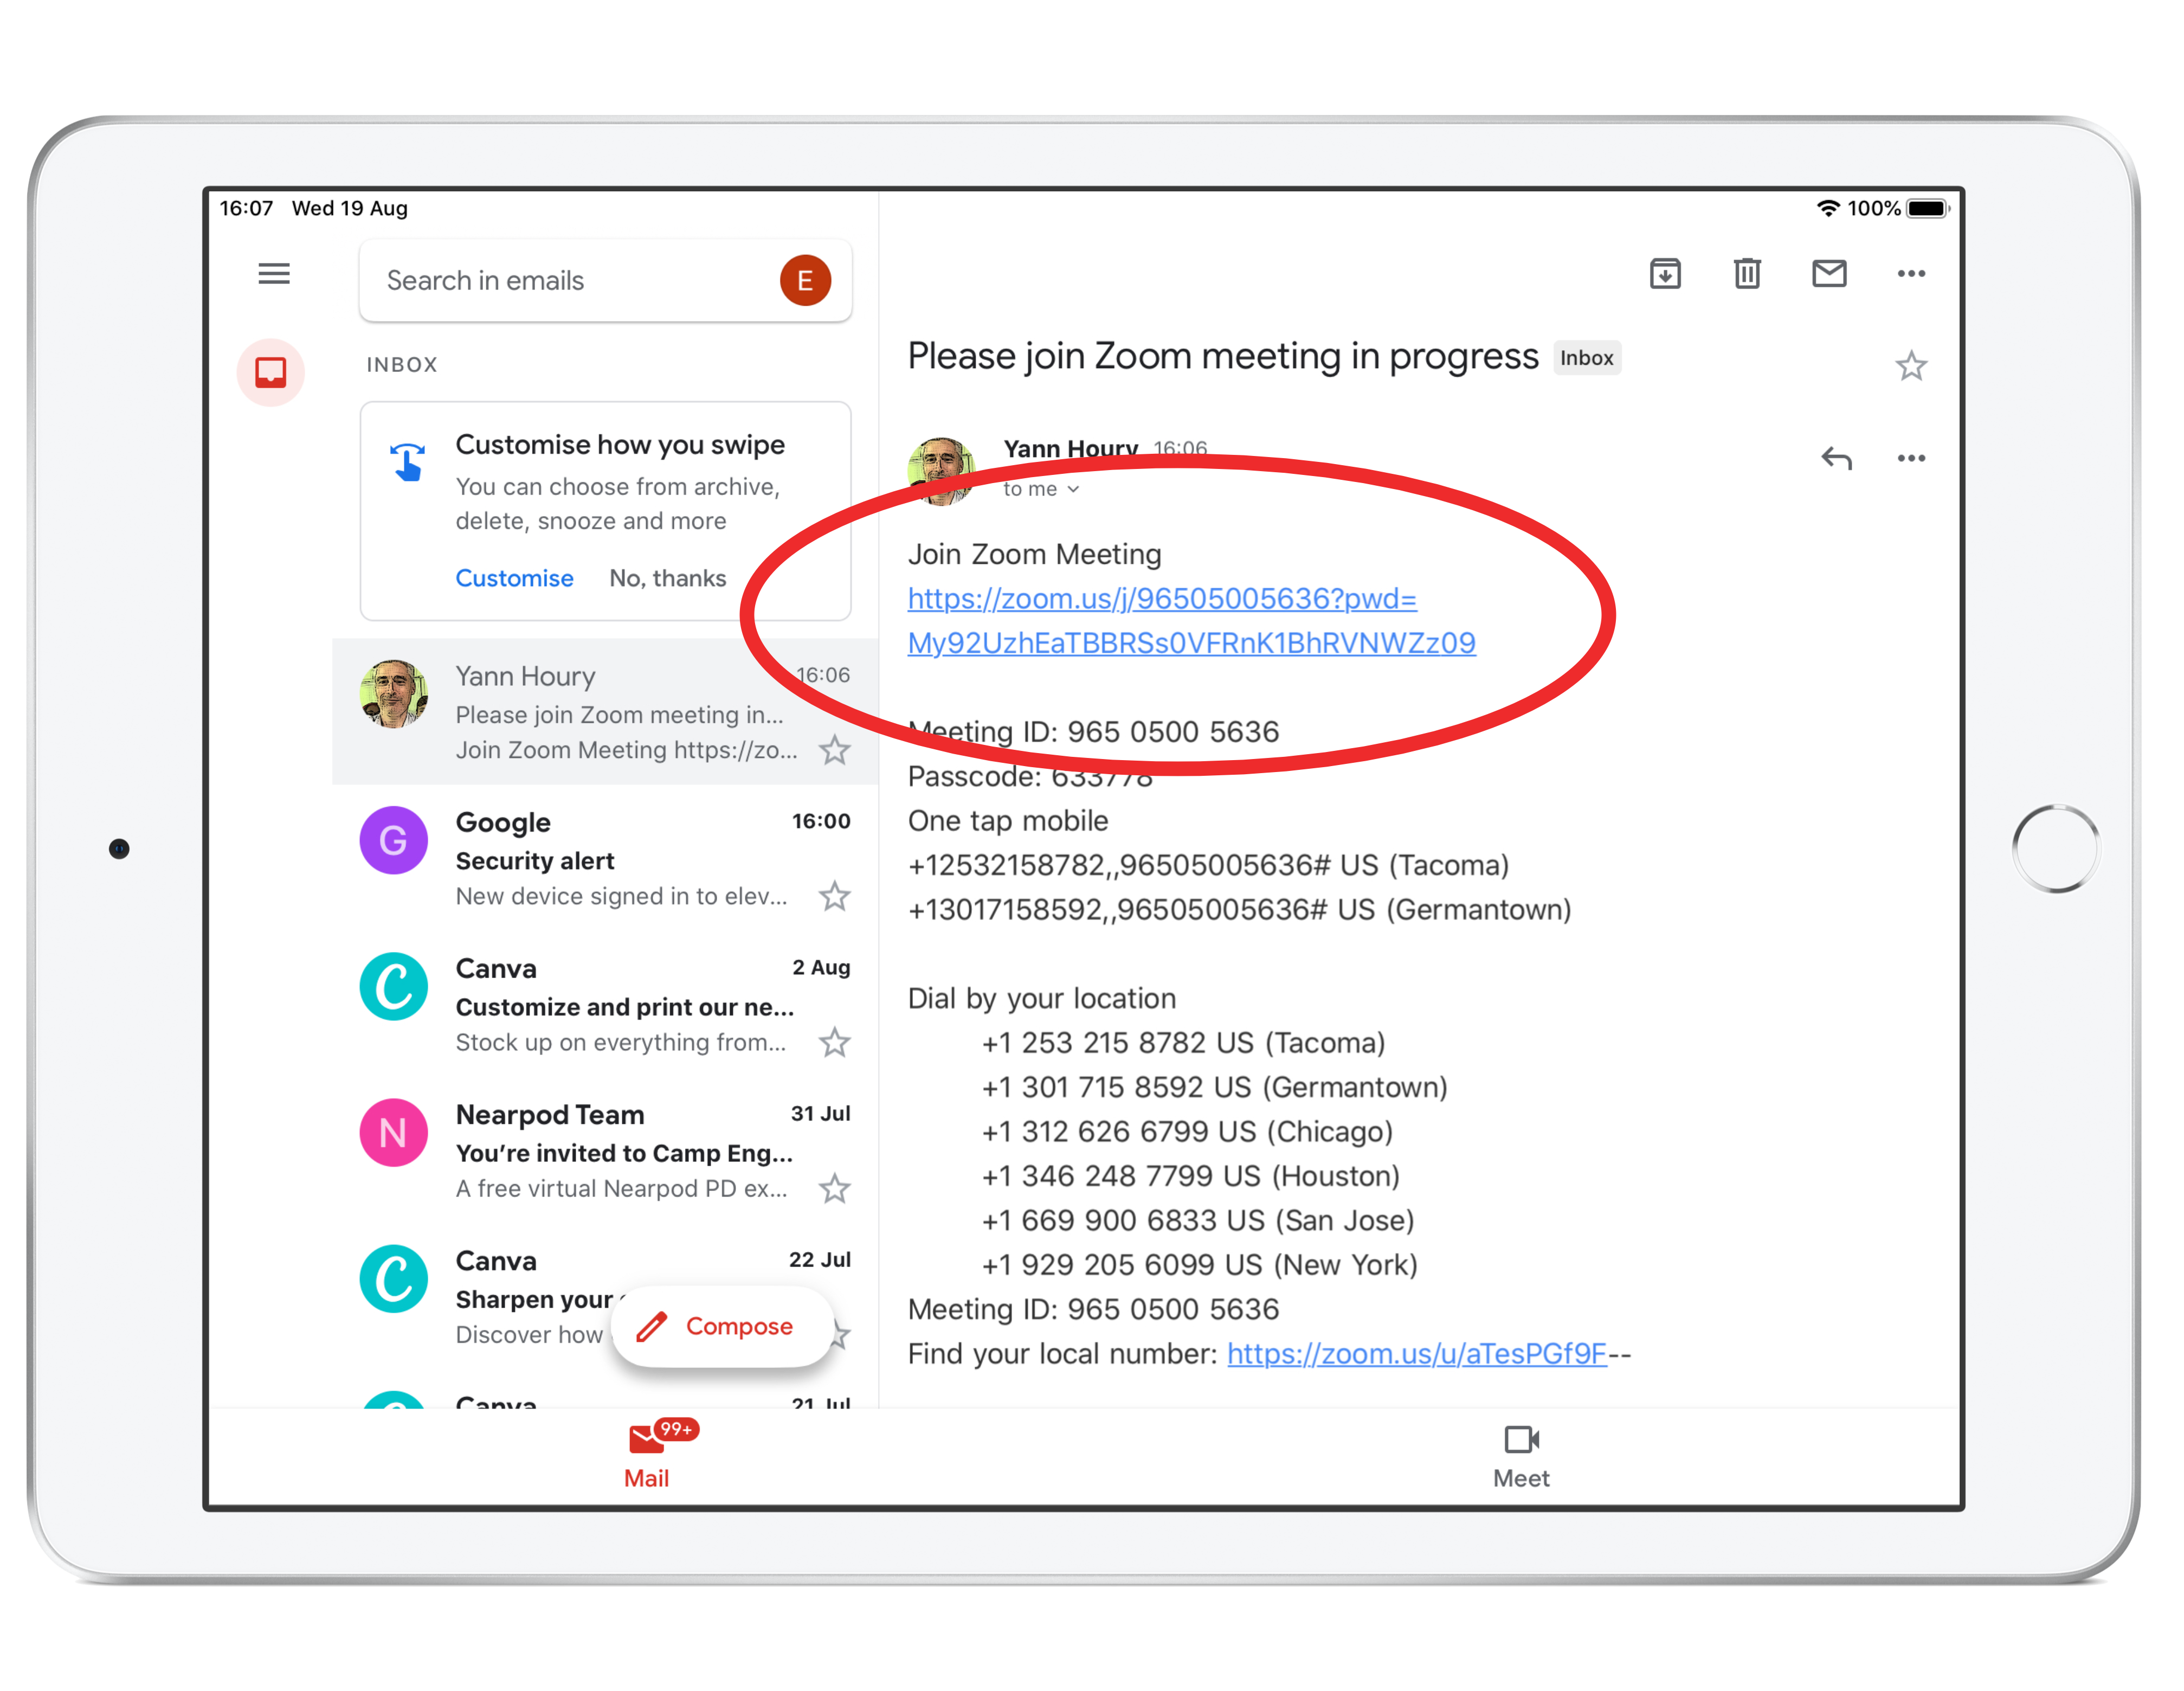 16:07 Wed 19 Aug
100%
Search in emails
E
INBOX
Customise how you swipe
You can choose from archive,
delete, snooze and more
Customise No, thanks
Yann Houry 16:06
Please join Zoom meeting in...
Join Zoom Meeting https://zo...
G
Google 16:00
Security alert
New device signed in to elev...
C
Canva 2 Aug
Customize and print our ne...
Stock up on everything from...
N
Nearpod Team 31 Jul
You're invited to Camp Eng...
A free virtual Nearpod PD ex...
C
Canva 22 Jul
Sharpen your
Discover how
Compose
Canva 21 Jul
Please join Zoom meeting in progress Inbox
Yann Houry 16:06
to me
Join Zoom Meeting
https://zoom.us/j/96505005636?pwd=
My92UzhEaTBBRSs0VFRnK1BhRVNWZz09
Meeting ID: 965 0500 5636
Passcode: 633778
One tap mobile
+12532158782,,96505005636# US (Tacoma)
+13017158592,,96505005636# US (Germantown)
Dial by your location
+1 253 215 8782 US (Tacoma)
+1 301 715 8592 US (Germantown)
+1 312 626 6799 US (Chicago)
+1 346 248 7799 US (Houston)
+1 669 900 6833 US (San Jose)
+1 929 205 6099 US (New York)
Meeting ID: 965 0500 5636
Find your local number: https://zoom.us/u/aTesPGf9F--
99+
Mail
Meet